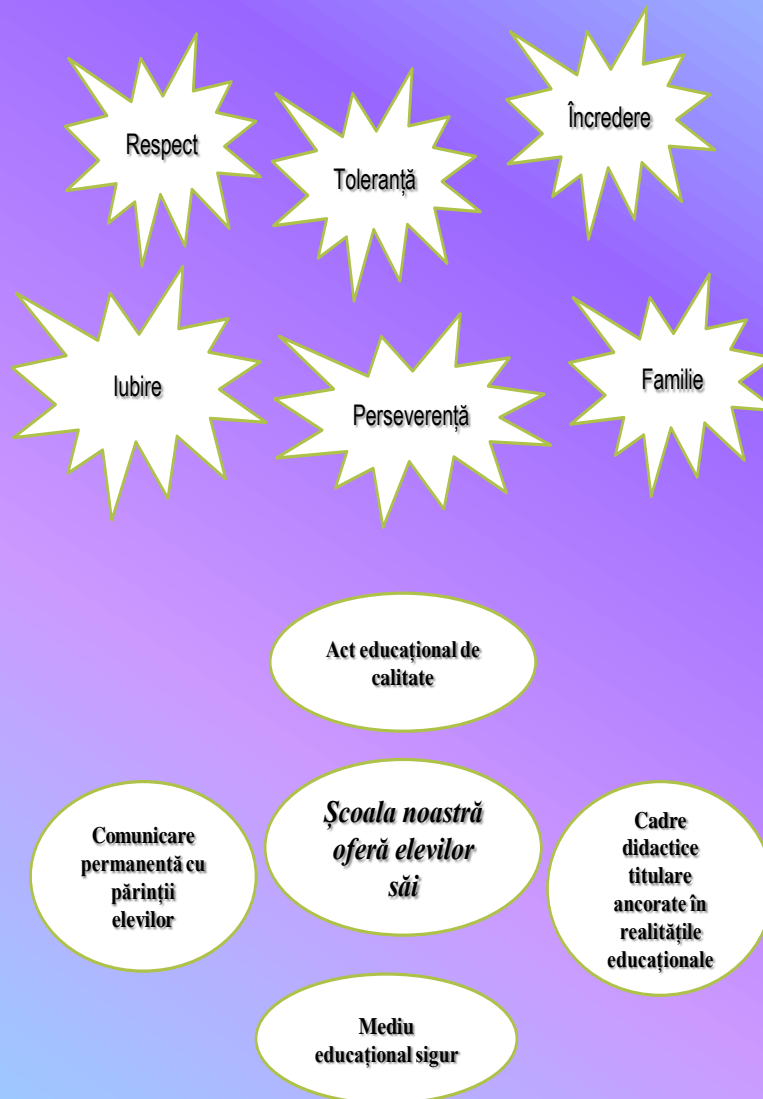 Respect
Toleranță
Încredere
Iubire
Perseverență
Familie
Act educațional de
calitate
Comunicare
permanentă cu
părinții
elevilor
Școala noastră
oferă elevilor
săi
Cadre
didactice
titulare
ancorate în
realitățile
educaționale
Mediu
educațional sigur